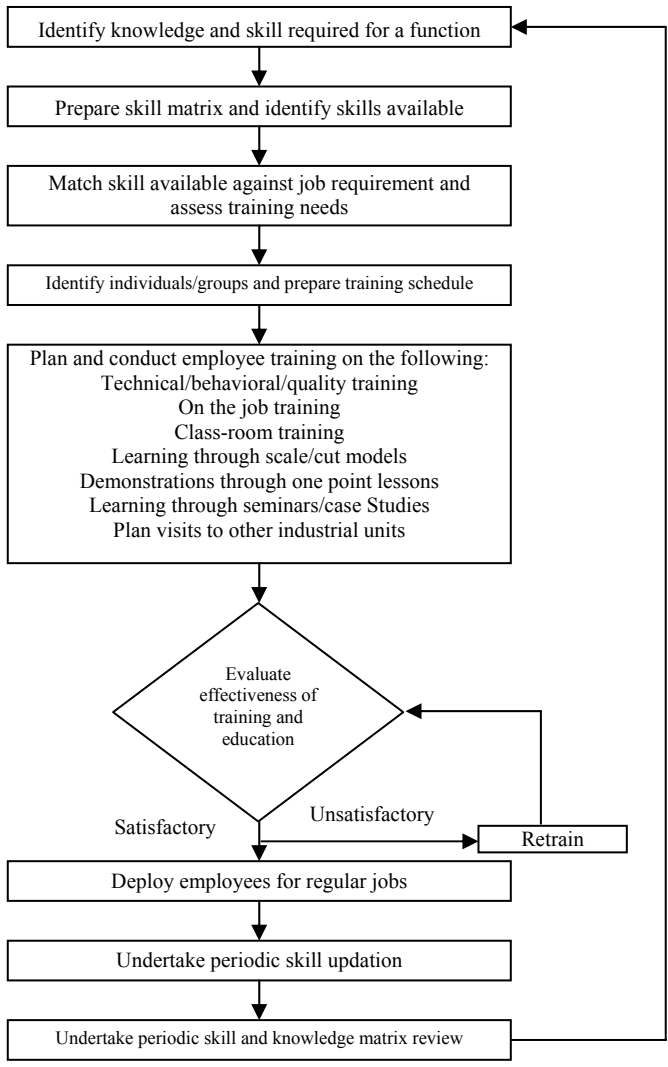 Identify knowledge and skill required for a function
Prepare skill matrix and identify skills available
Match skill available against job requirement and
assess training needs
Identify individuals/groups and prepare training schedule
Plan and conduct employee training on the following:
Technical/behavioral/quality training
On the job training
Class-room training
Learning through scale/cut models
Demonstrations through one point lessons
Learning through seminars/case Studies
Plan visits to other industrial units
Evaluate
effectiveness of
training and
education
Satisfactory
Unsatisfactory
Retrain
Deploy employees for regular jobs
Undertake periodic skill updation
Undertake periodic skill and knowledge matrix review